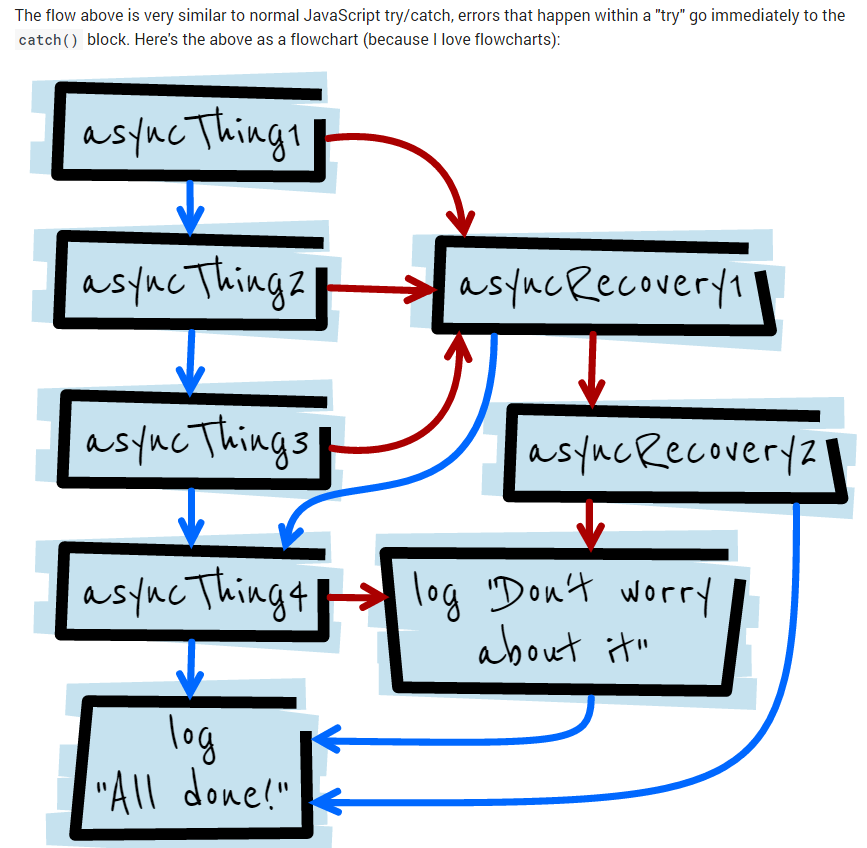 The flow above is very similar to normal JavaScript try/catch, errors that happen within a "try" go immediately to the
catch() block. Here's the above as a flowchart (because I love flowcharts):
asyncThing1
asyncThing2
asyncRecovery1
asyncThing3
asyncRecovery2
asyncThing4
log "Don't worry
about it"
log
"All done!"